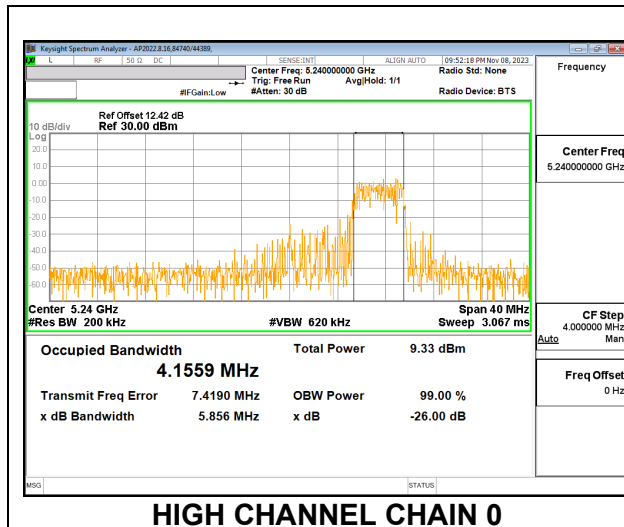 Keysight Spectrum Analyzer - AP2022.8.16,84740/44389,
L RF 50 Ω DC SENSE:INT ALIGN AUTO 09:52:18 PM Nov 08, 2023
Center Freq: 5.240000000 GHz Radio Std: None
Trig: Free Run Avg|Hold: 1/1
#IFGain:Low #Atten: 30 dB Radio Device: BTS
Frequency
Ref Offset 12.42 dB
10 dB/div Ref 30.00 dBm
Log
20.0
10.0
0.00
-10.0
-20.0
-30.0
-40.0
-50.0
-60.0
Center 5.24 GHz Span 40 MHz
#Res BW 200 kHz #VBW 620 kHz Sweep 3.067 ms
Center Freq
5.240000000 GHz
CF Step
4.000000 MHz
Auto Man
Freq Offset
0 Hz
Occupied Bandwidth Total Power 9.33 dBm
4.1559 MHz
Transmit Freq Error 7.4190 MHz OBW Power 99.00 %
x dB Bandwidth 5.856 MHz x dB -26.00 dB
MSG STATUS
HIGH CHANNEL CHAIN 0